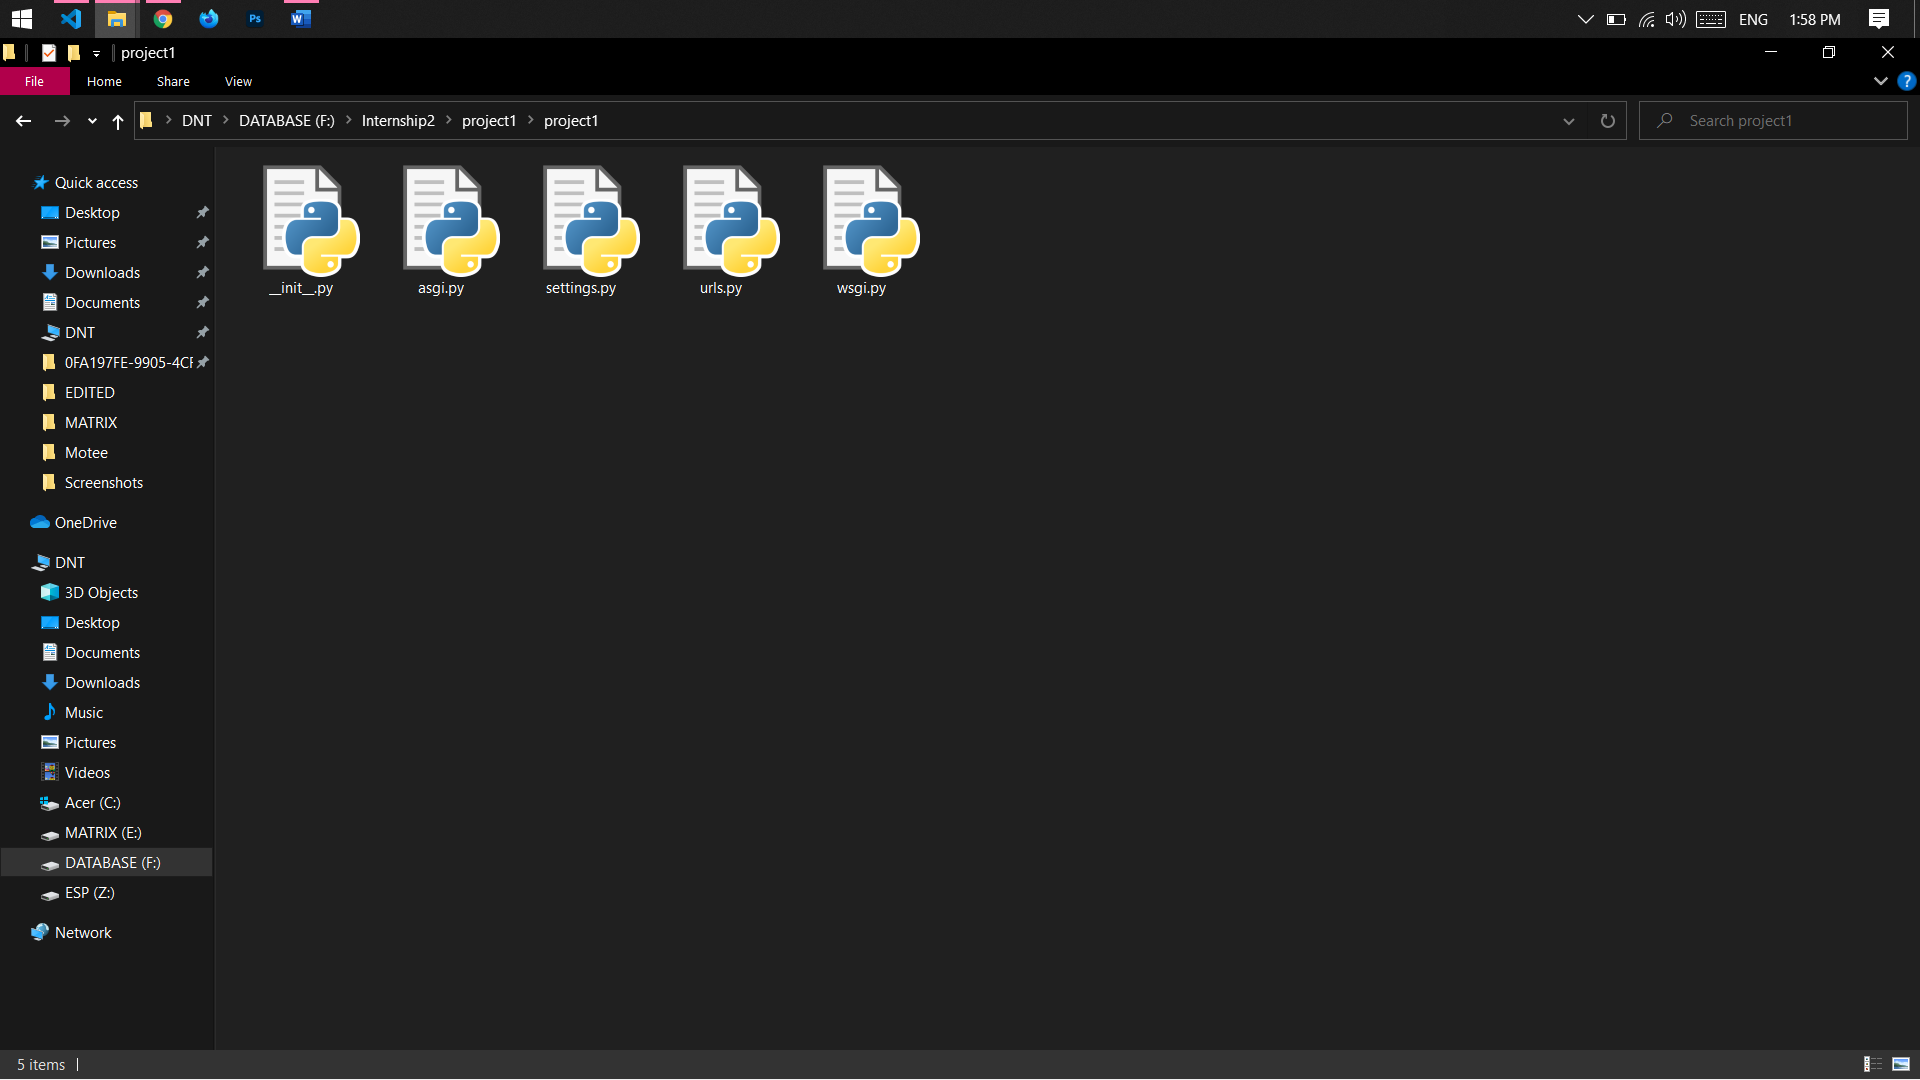 Ps
W
ENG
1:58 PM
project1
File
Home
Share
View
?
DNT
DATABASE (F:)
Internship2
project1
project1
Search project1
Quick access
Desktop
Pictures
Downloads
Documents
DNT
0FA197FE-9905-4CF
EDITED
MATRIX
Motee
Screenshots
OneDrive
DNT
3D Objects
Desktop
Documents
Downloads
Music
Pictures
Videos
Acer (C:)
MATRIX (E:)
DATABASE (F:)
ESP (Z:)
Network
__init__.py
asgi.py
settings.py
urls.py
wsgi.py
5 items